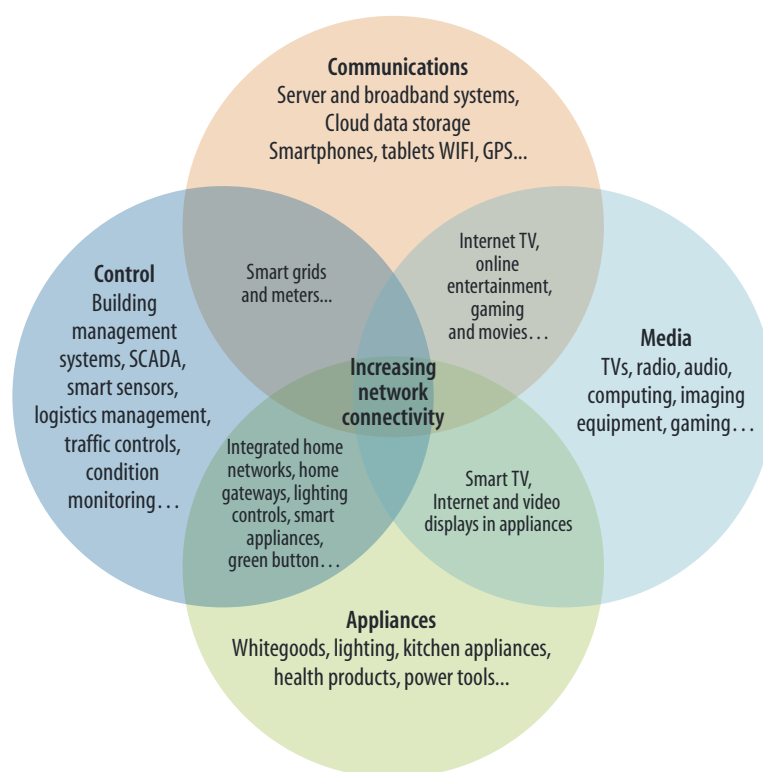 Communications
Server and broadband systems,
Cloud data storage
Smartphones, tablets WIFI, GPS...
Control
Building
management
systems, SCADA,
smart sensors,
logistics management,
traffic controls,
condition
monitoring…
Smart grids
and meters...
Internet TV,
online
entertainment,
gaming
and movies…
Media
TVs, radio, audio,
computing, imaging
equipment, gaming…
Increasing
network
connectivity
Integrated home
networks, home
gateways, lighting
controls, smart
appliances,
green button…
Smart TV,
Internet and video
displays in appliances
Appliances
Whitegoods, lighting, kitchen appliances,
health products, power tools...